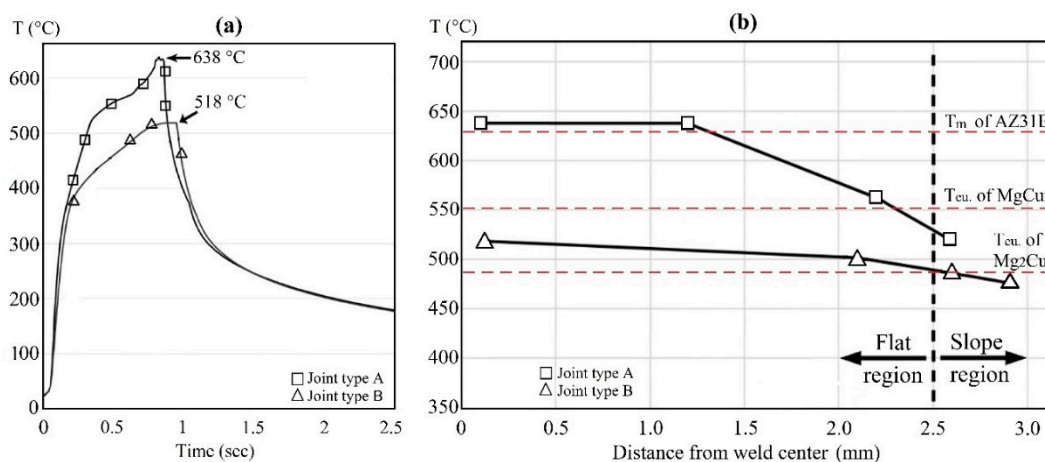 T (°C)
(a)
600
500
400
300
200
100
0
638 °C
518 °C
Joint type A
Joint type B
0
0.5
1
1.5
2
2.5
Time (sec)
T (°C)
(b)
700
650
600
550
500
450
400
350
Tm of AZ31B
Teu. of MgCu
Teu. of
Mg2Cu
Flat
region
Slope
region
Joint type A
Joint type B
0
0.5
1.0
1.5
2.0
2.5
3.0
Distance from weld center (mm)